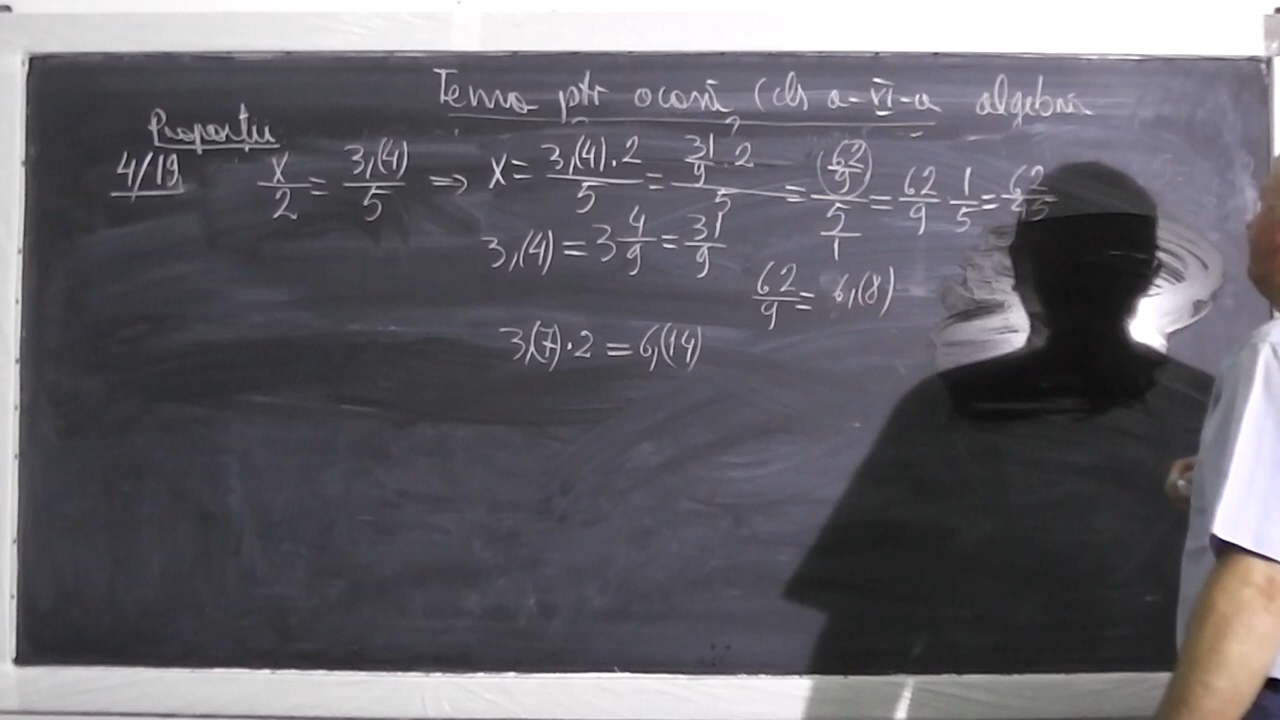 Tema ptr acasă (cls a-VI-a algebră
Proporții
4/19 x/2 = 3,(4)/5 ⇒ x = 3,(4)·2/5 = (31/9·2)/5 = (62/9)/(5/1) = 62/9 · 1/5 = 62/45
3,(4) = 3 4/9 = 31/9
62/9 = 6,(8)
3,(7)·2 = 6,(14)